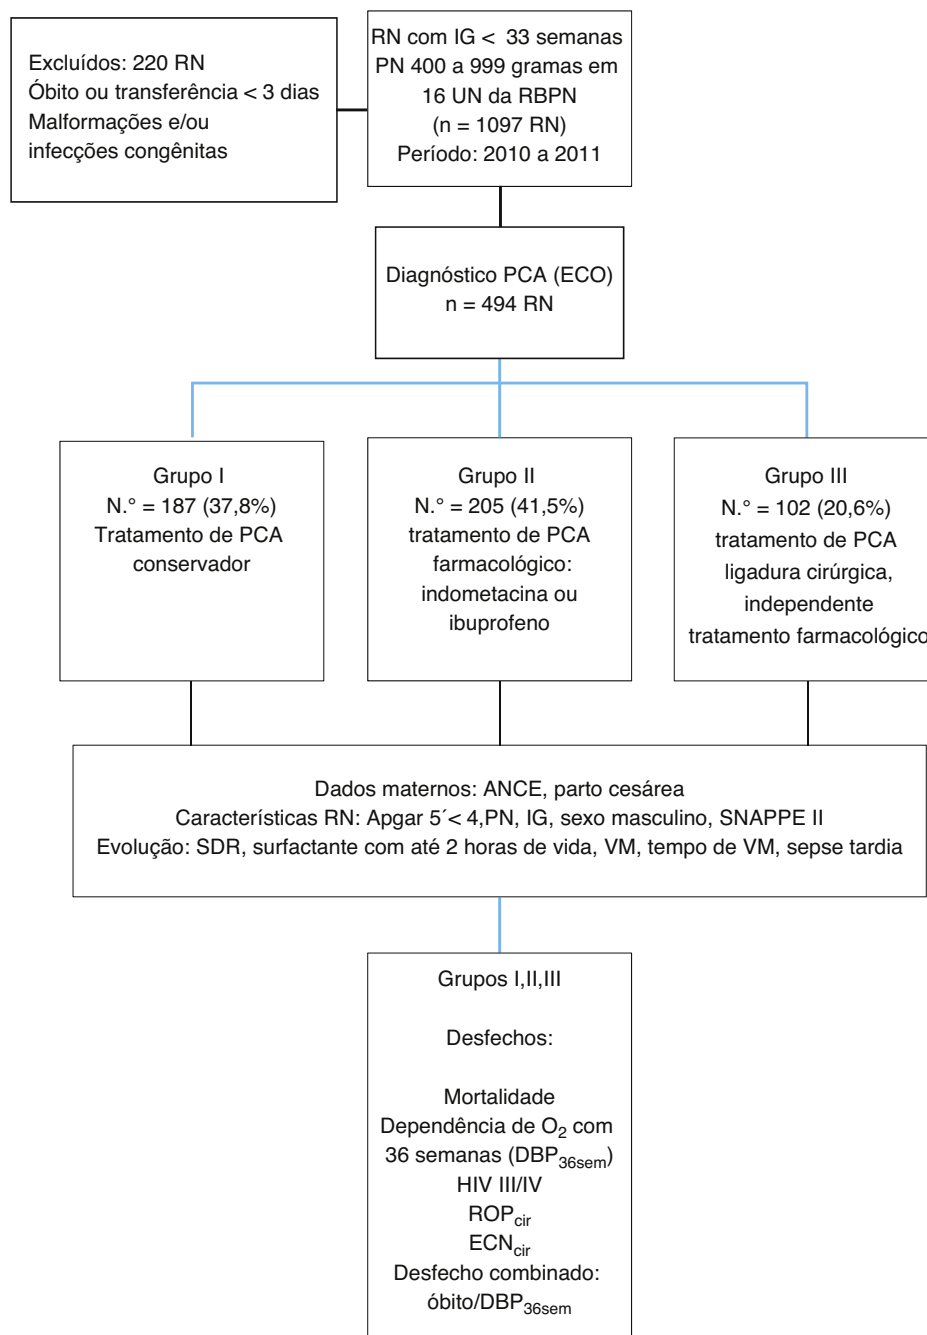 Excluídos: 220 RN
Óbito ou transferência < 3 dias
Malformações e/ou
infecções congênitas
RN com IG < 33 semanas
PN 400 a 999 gramas em
16 UN da RBPN
(n = 1097 RN)
Período: 2010 a 2011
Diagnóstico PCA (ECO)
n = 494 RN
Grupo I
N.° = 187 (37,8%)
Tratamento de PCA
conservador
Grupo II
N.° = 205 (41,5%)
tratamento de PCA
farmacológico:
indometacina ou
ibuprofeno
Grupo III
N.° = 102 (20,6%)
tratamento de PCA
ligadura cirúrgica,
independente
tratamento farmacológico
Dados maternos: ANCE, parto cesárea
Características RN: Apgar 5´< 4,PN, IG, sexo masculino, SNAPPE II
Evolução: SDR, surfactante com até 2 horas de vida, VM, tempo de VM, sepse tardia
Grupos I,II,III
Desfechos:
Mortalidade
Dependência de O2 com
36 semanas (DBP36sem)
HIV III/IV
ROPcir
ECNcir
Desfecho combinado:
óbito/DBP36sem